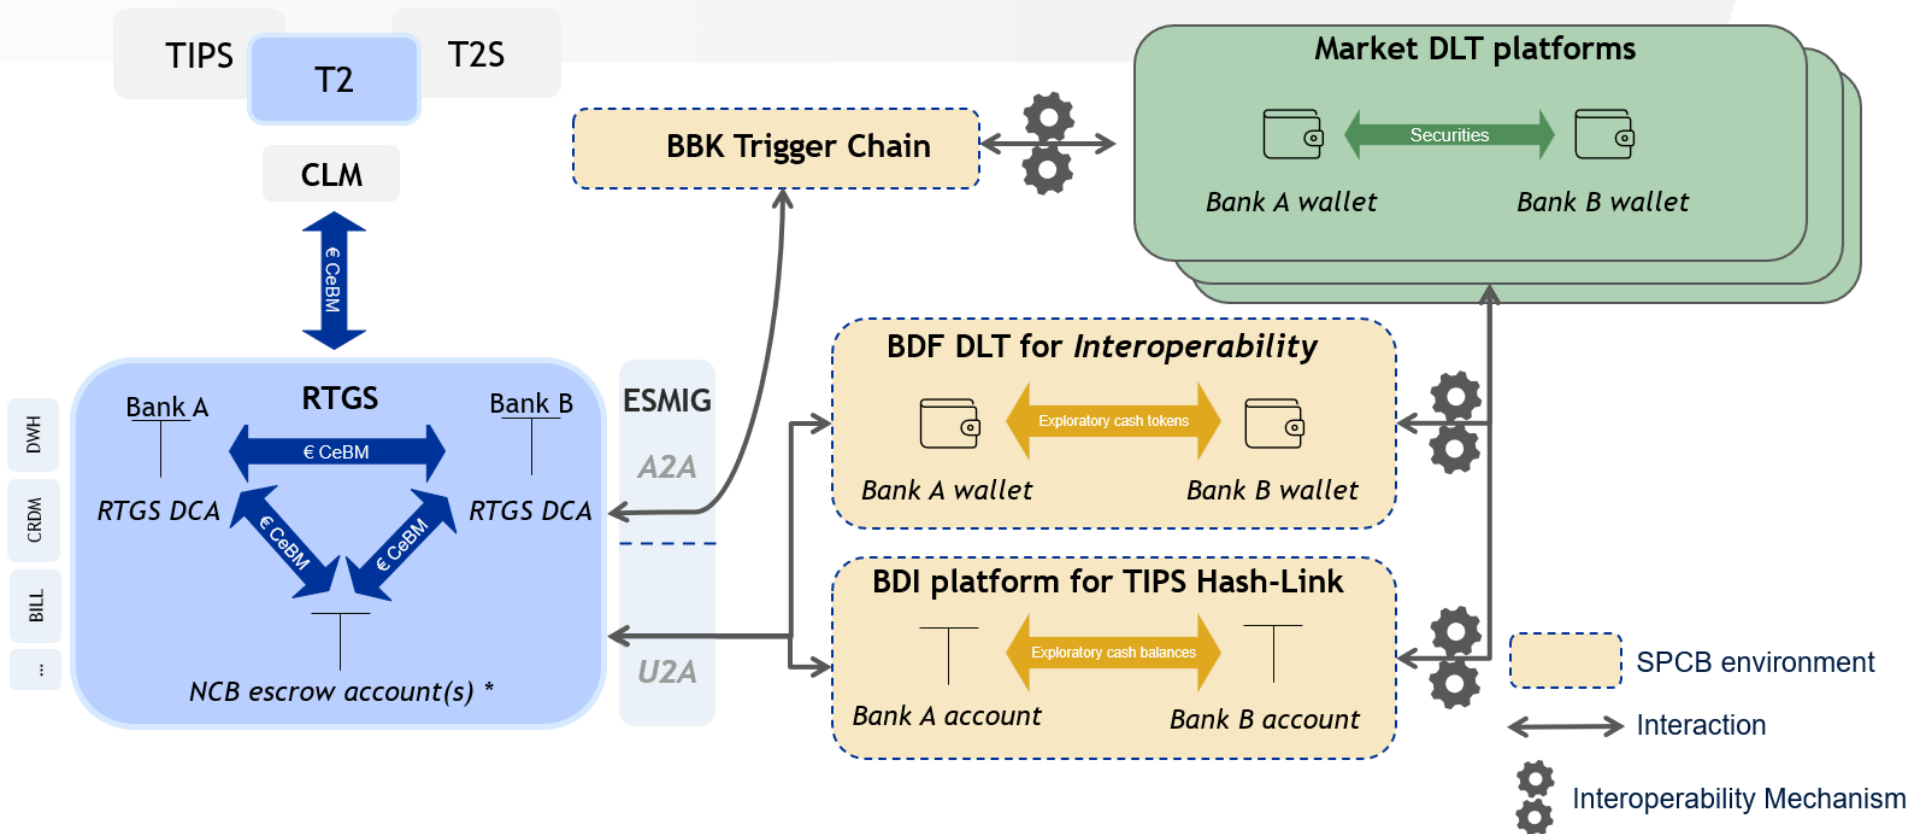 TIPS
T2
T2S
CLM
€ CeBM
RTGS
Bank A
Bank B
€ CeBM
RTGS DCA
RTGS DCA
€ CeBM
€ CeBM
NCB escrow account(s) *
DWH
CRDM
BILL
...
ESMIG
A2A
U2A
BBK Trigger Chain
Market DLT platforms
Securities
Bank A wallet
Bank B wallet
BDF DLT for Interoperability
Exploratory cash tokens
Bank A wallet
Bank B wallet
BDI platform for TIPS Hash-Link
Exploratory cash balances
Bank A account
Bank B account
SPCB environment
Interaction
Interoperability Mechanism